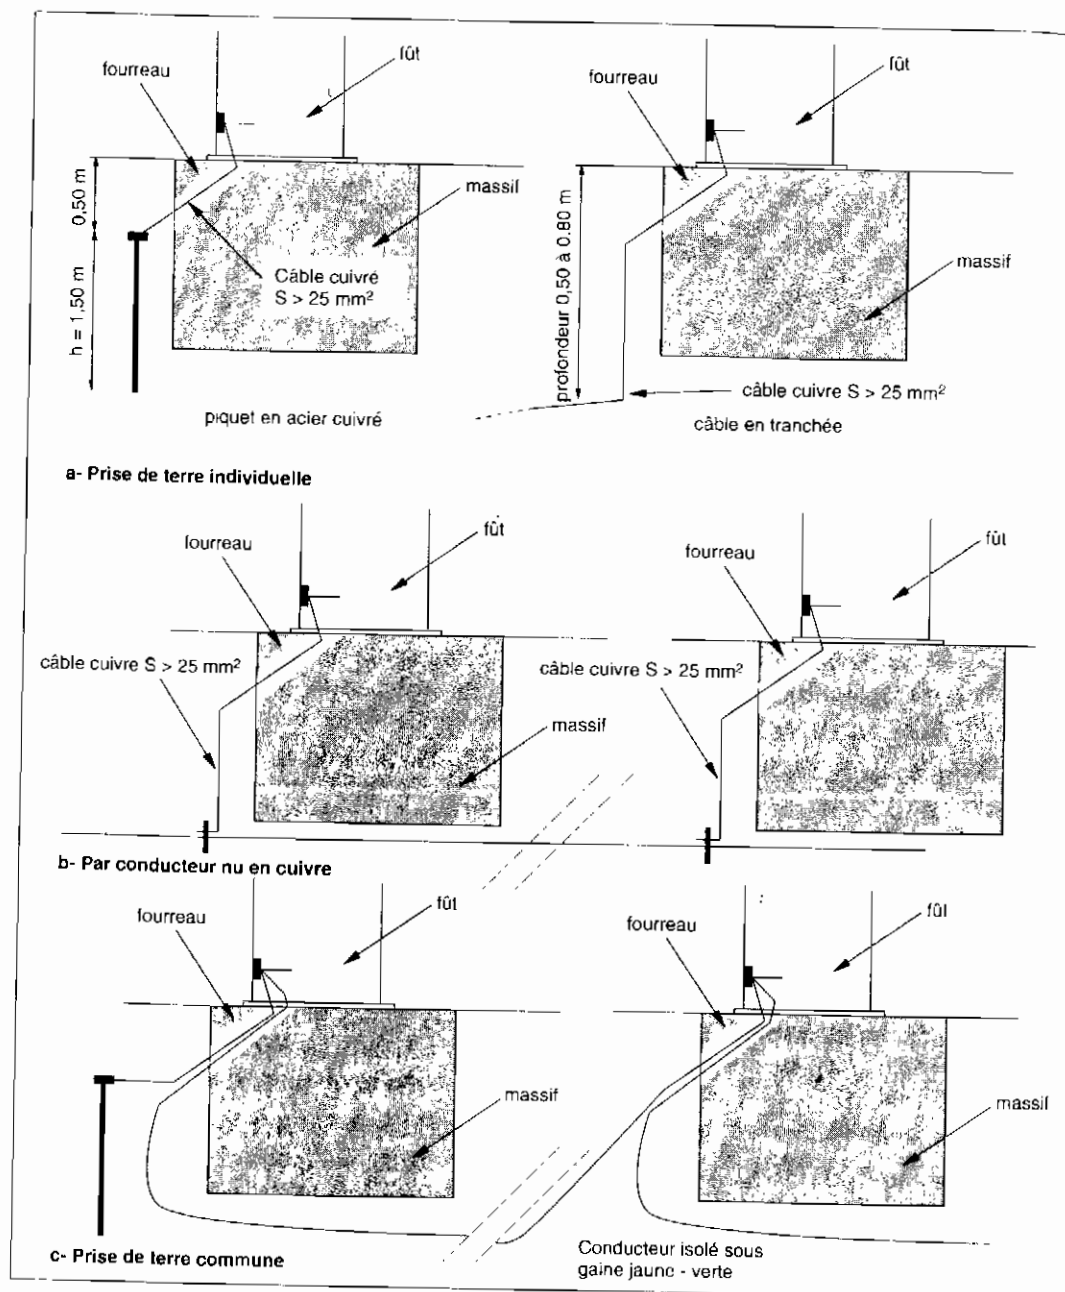 fourreau
fût
0,50 m
h = 1,50 m
massif
Câble cuivré
S > 25 mm²
piquet en acier cuivré
fourreau
fût
profondeur 0,50 à 0.80 m
massif
câble cuivre S > 25 mm²
câble en tranchée
a- Prise de terre individuelle
fourreau
fût
câble cuivre S > 25 mm²
massif
fourreau
fût
câble cuivre S > 25 mm²
b- Par conducteur nu en cuivre
fourreau
fût
massif
fourreau
fût
massif
c- Prise de terre commune
Conducteur isolé sous
gaine jaune - verte